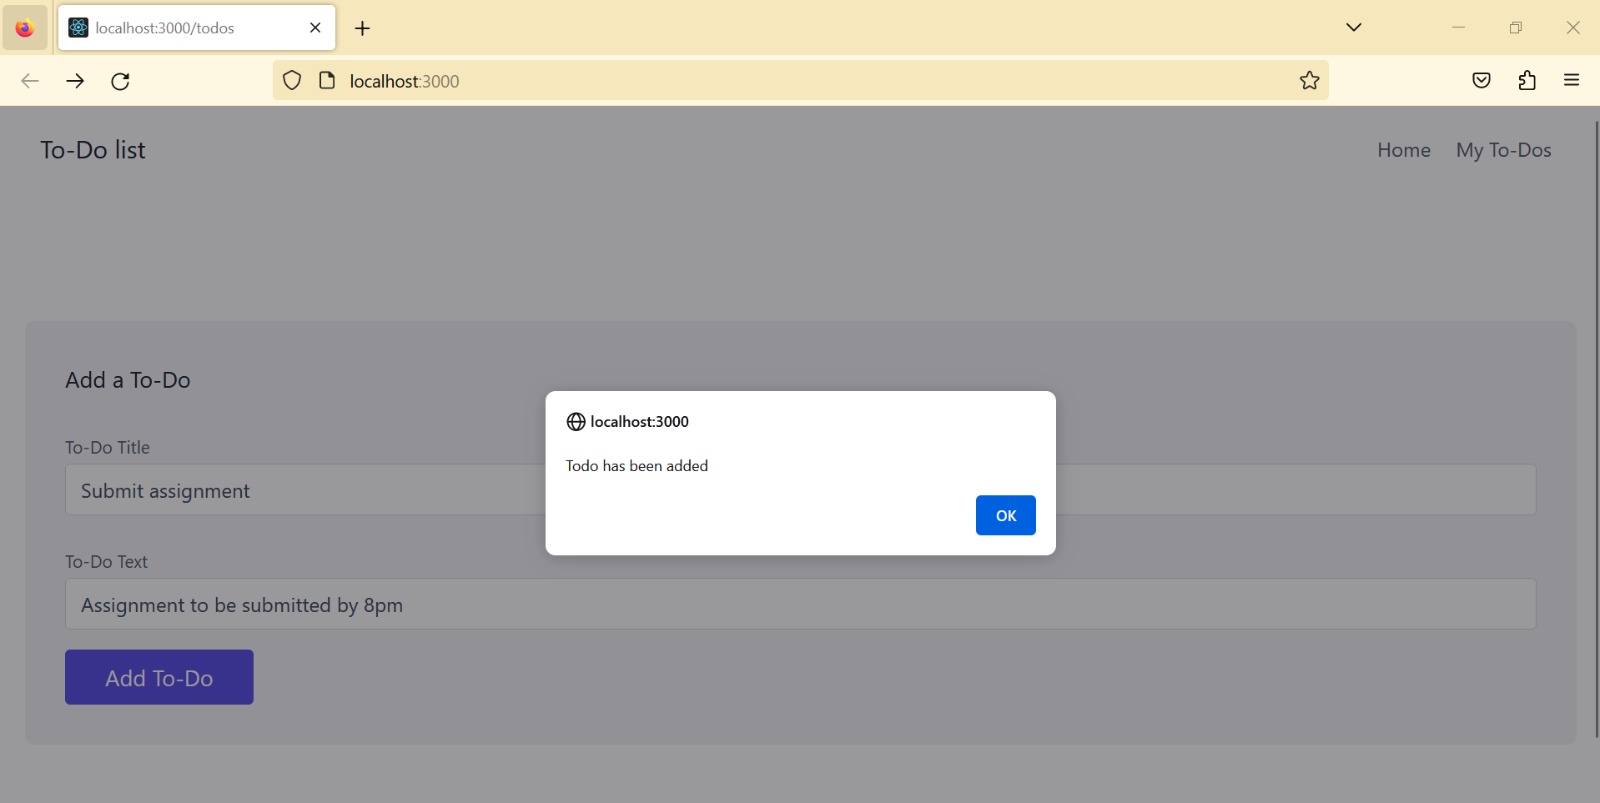 localhost:3000/todos
localhost:3000
To-Do list
Home
My To-Dos
Add a To-Do
To-Do Title
Submit assignment
To-Do Text
Assignment to be submitted by 8pm
Add To-Do
localhost:3000
Todo has been added
OK